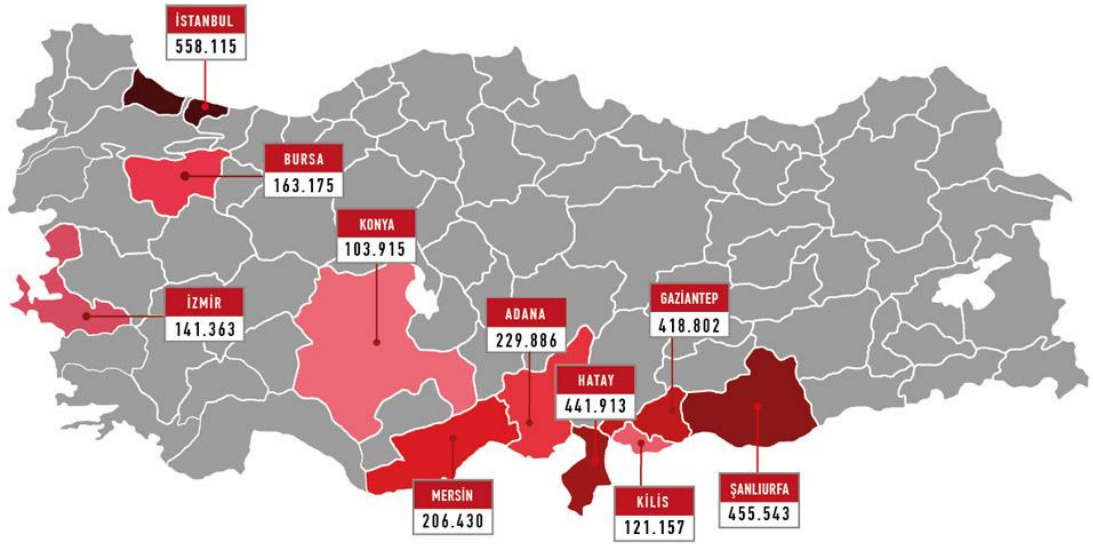 İSTANBUL
558.115
BURSA
163.175
KONYA
103.915
İZMİR
141.363
ADANA
229.886
GAZİANTEP
418.802
HATAY
441.913
MERSİN
206.430
KİLİS
121.157
ŞANLIURFA
455.543